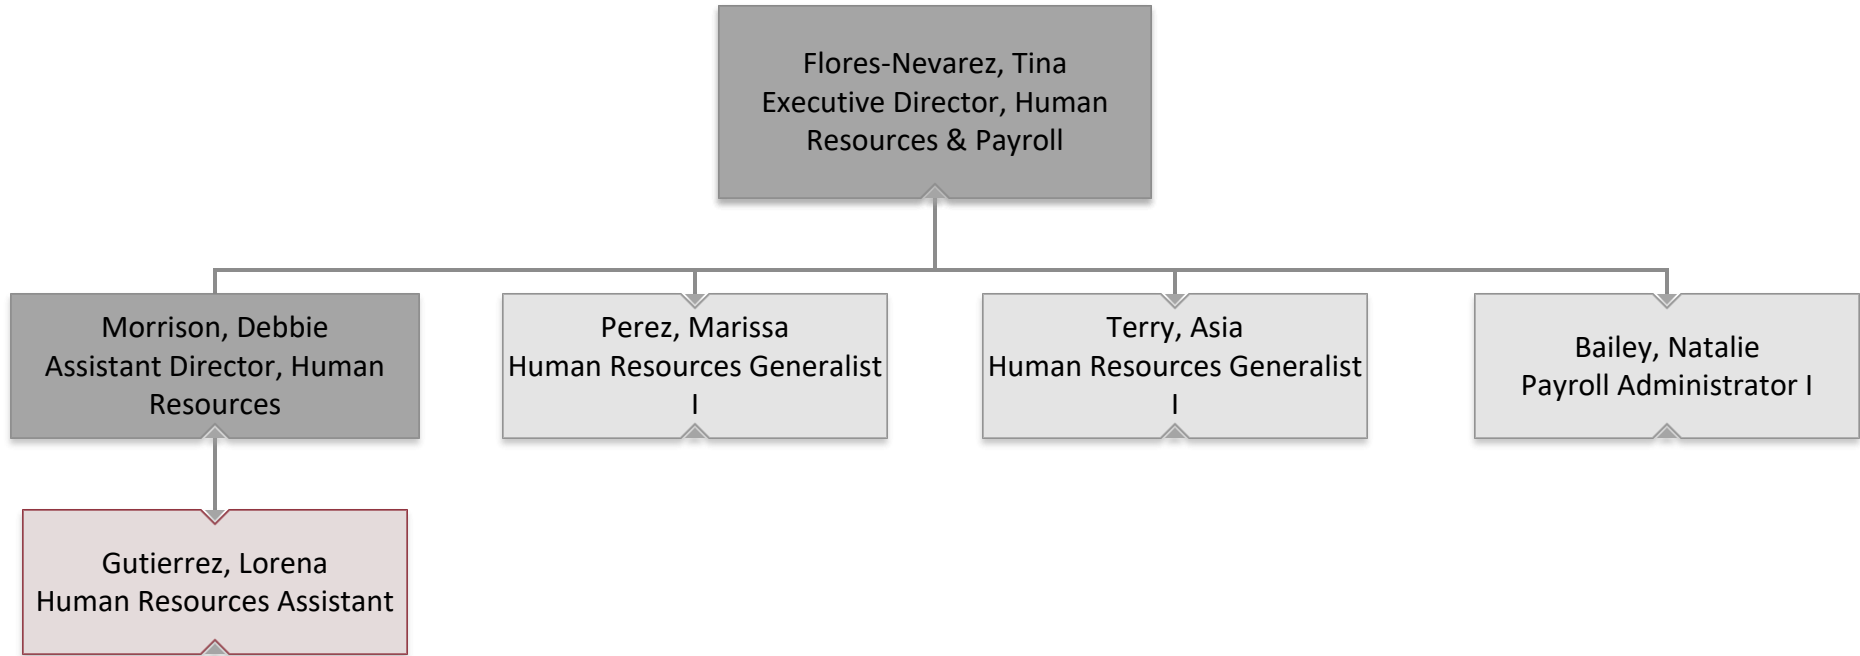 Flores-Nevarez, Tina
Executive Director, Human
Resources & Payroll
Morrison, Debbie
Assistant Director, Human
Resources
Perez, Marissa
Human Resources Generalist
I
Terry, Asia
Human Resources Generalist
I
Bailey, Natalie
Payroll Administrator I
Gutierrez, Lorena
Human Resources Assistant